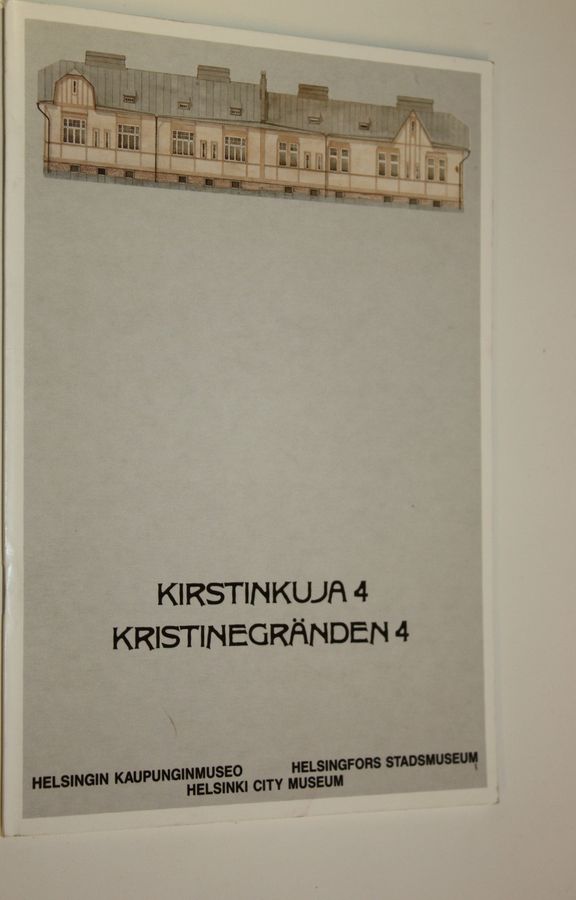 KIRSTINKUJA 4
KRISTINEGRÄNDEN 4
HELSINGIN KAUPUNGINMUSEO HELSINGFORS STADSMUSEUM
HELSINKI CITY MUSEUM